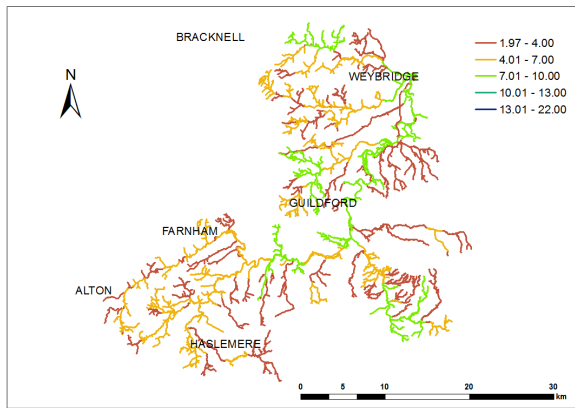 BRACKNELL
1.97 - 4.00
4.01 - 7.00
7.01 - 10.00
10.01 - 13.00
13.01 - 22.00
N
WEYBRIDGE
GUILDFORD
FARNHAM
ALTON
HASLEMERE
0 5 10 20 30
km